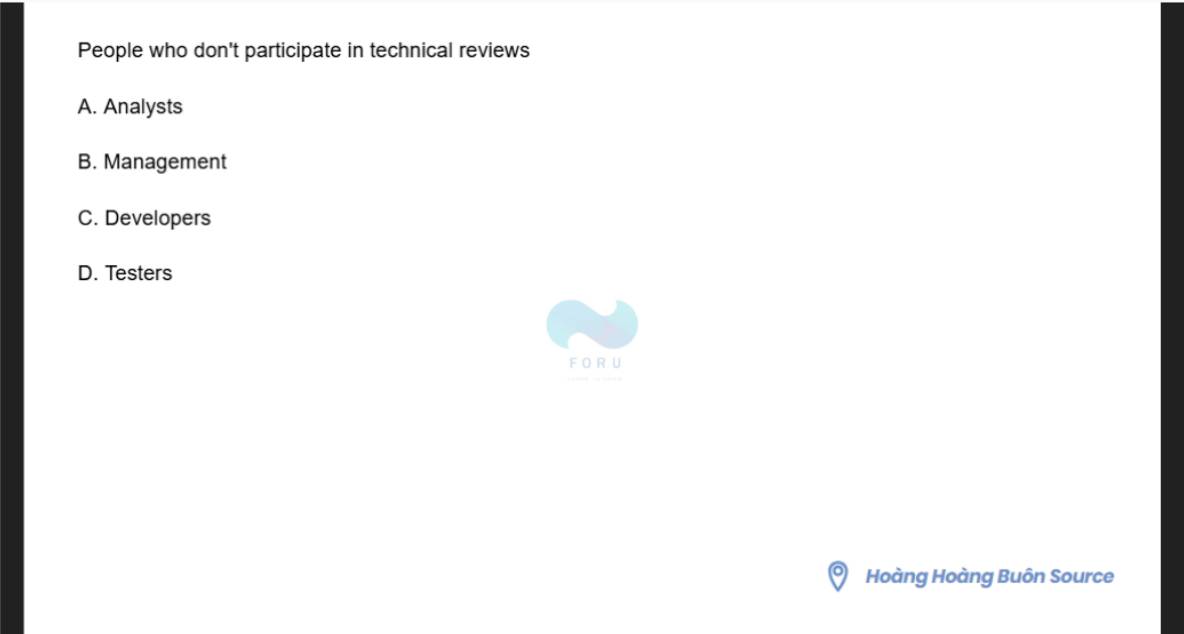 People who don't participate in technical reviews
A. Analysts
B. Management
C. Developers
D. Testers
FORU
Hoàng Hoàng Buôn Source